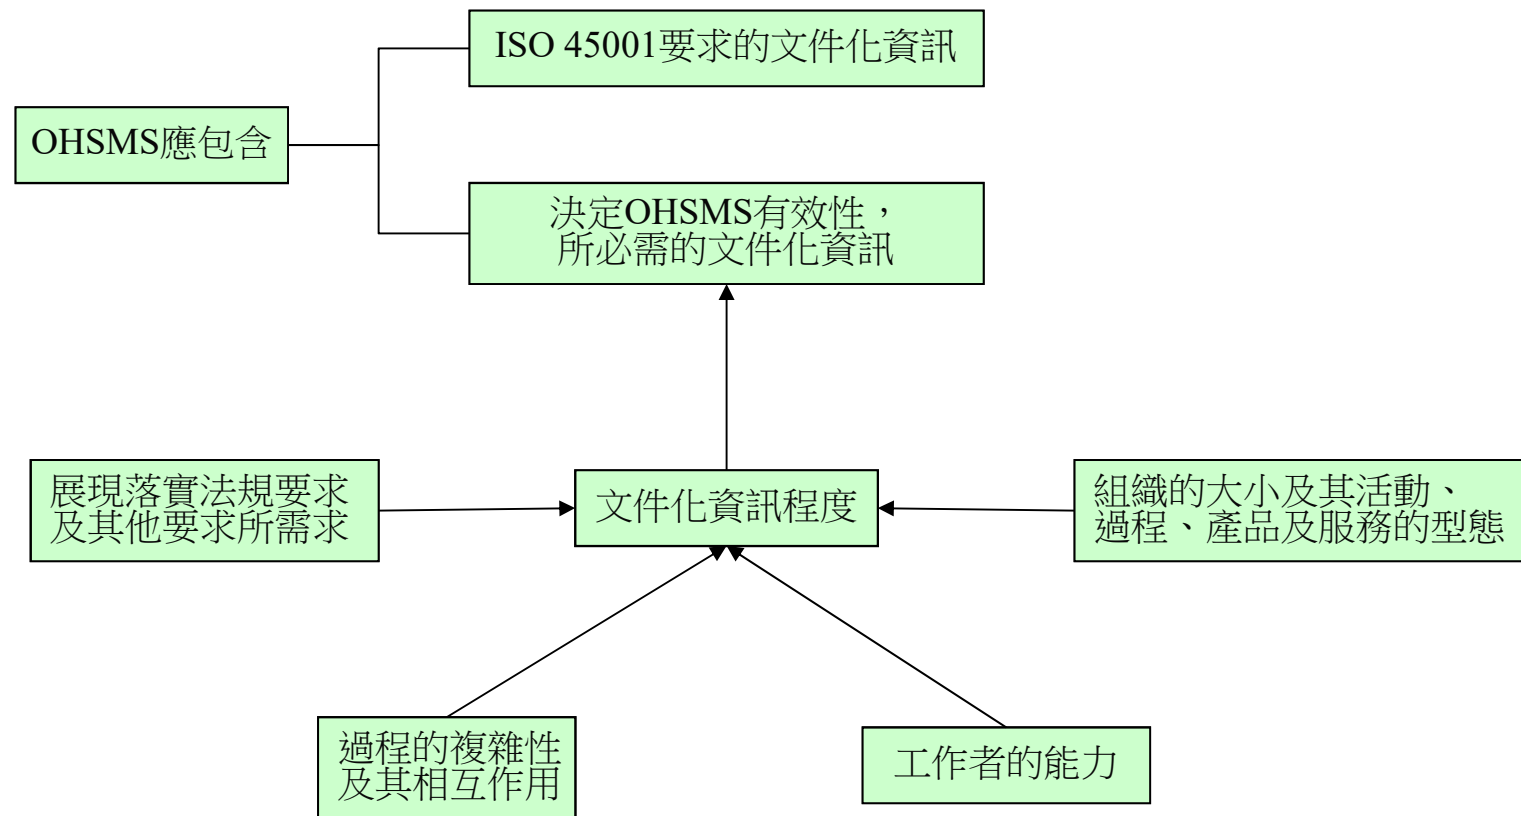 ISO 45001要求的文件化資訊
OHSMS應包含
決定OHSMS有效性，
所必需的文件化資訊
展現落實法規要求
及其他要求所需求
文件化資訊程度
組織的大小及其活動、
過程、產品及服務的型態
過程的複雜性
及其相互作用
工作者的能力